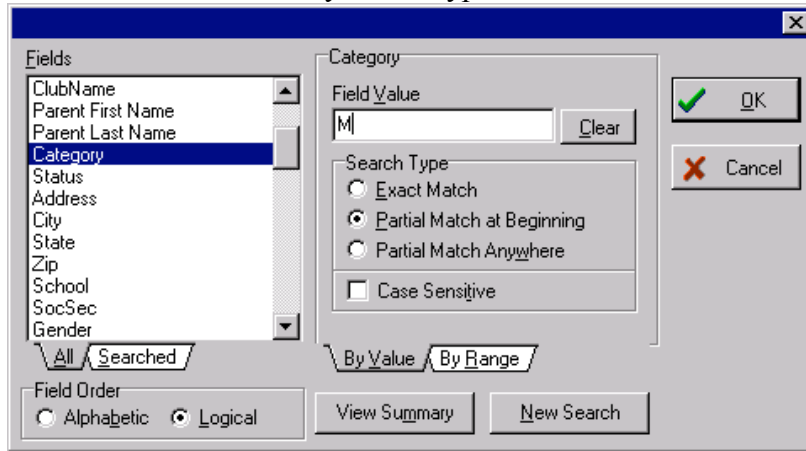 Fields
ClubName
Parent First Name
Parent Last Name
Category
Status
Address
City
State
Zip
School
SocSec
Gender
All
Searched
Field Order
Alphabetic
Logical
Category
Field Value
M
Clear
Search Type
Exact Match
Partial Match at Beginning
Partial Match Anywhere
Case Sensitive
By Value
By Range
View Summary
New Search
OK
Cancel